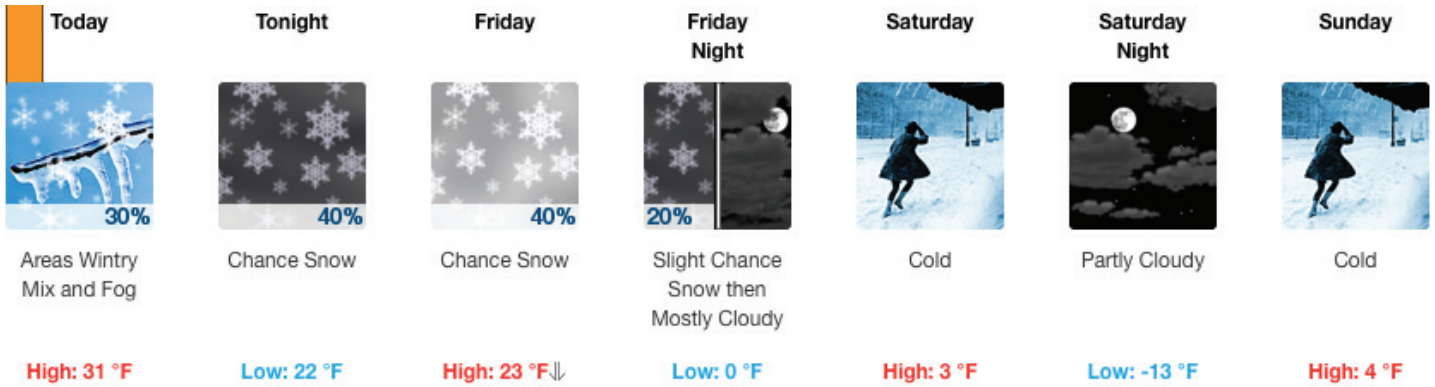 Today
Tonight
Friday
Friday
Night
Saturday
Saturday
Night
Sunday
30%
40%
40%
20%
Areas Wintry
Mix and Fog
Chance Snow
Chance Snow
Slight Chance
Snow then
Mostly Cloudy
Cold
Partly Cloudy
Cold
High: 31 °F
Low: 22 °F
High: 23 °F⇓
Low: 0 °F
High: 3 °F
Low: -13 °F
High: 4 °F